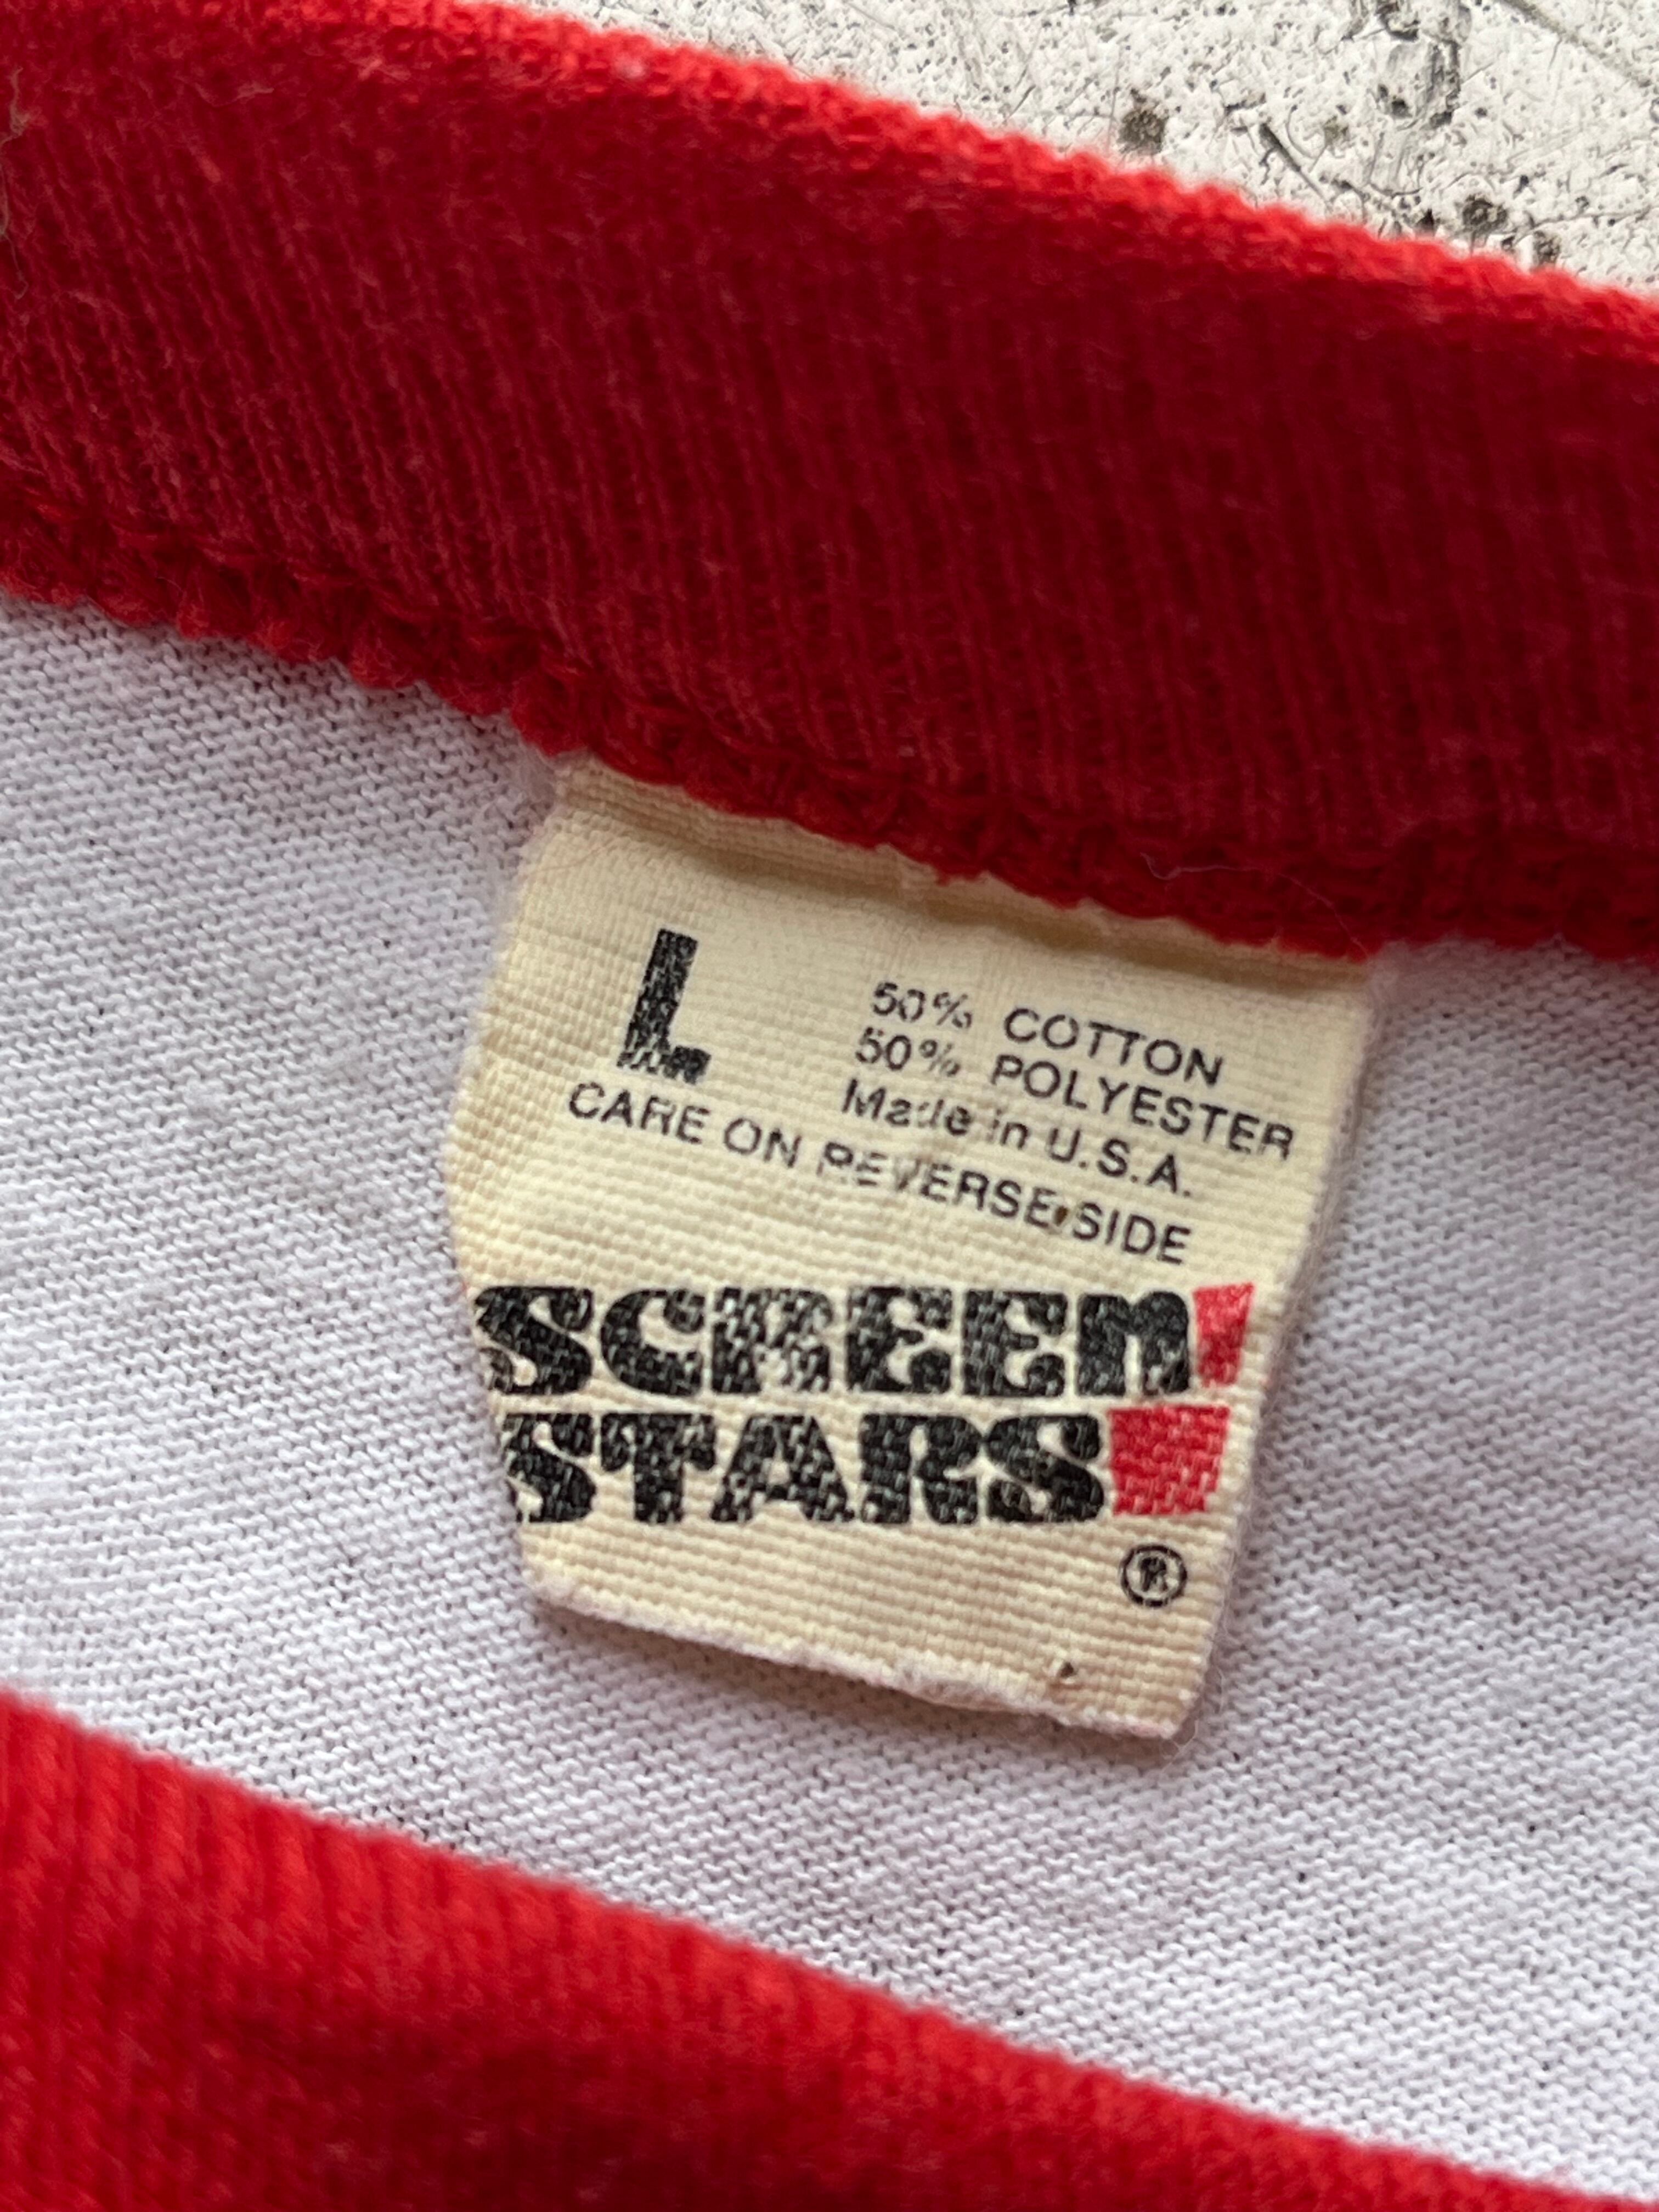 L
50% COTTON
50% POLYESTER
Made in U.S.A.
CARE ON REVERSE SIDE
SCREEN
STARS
®